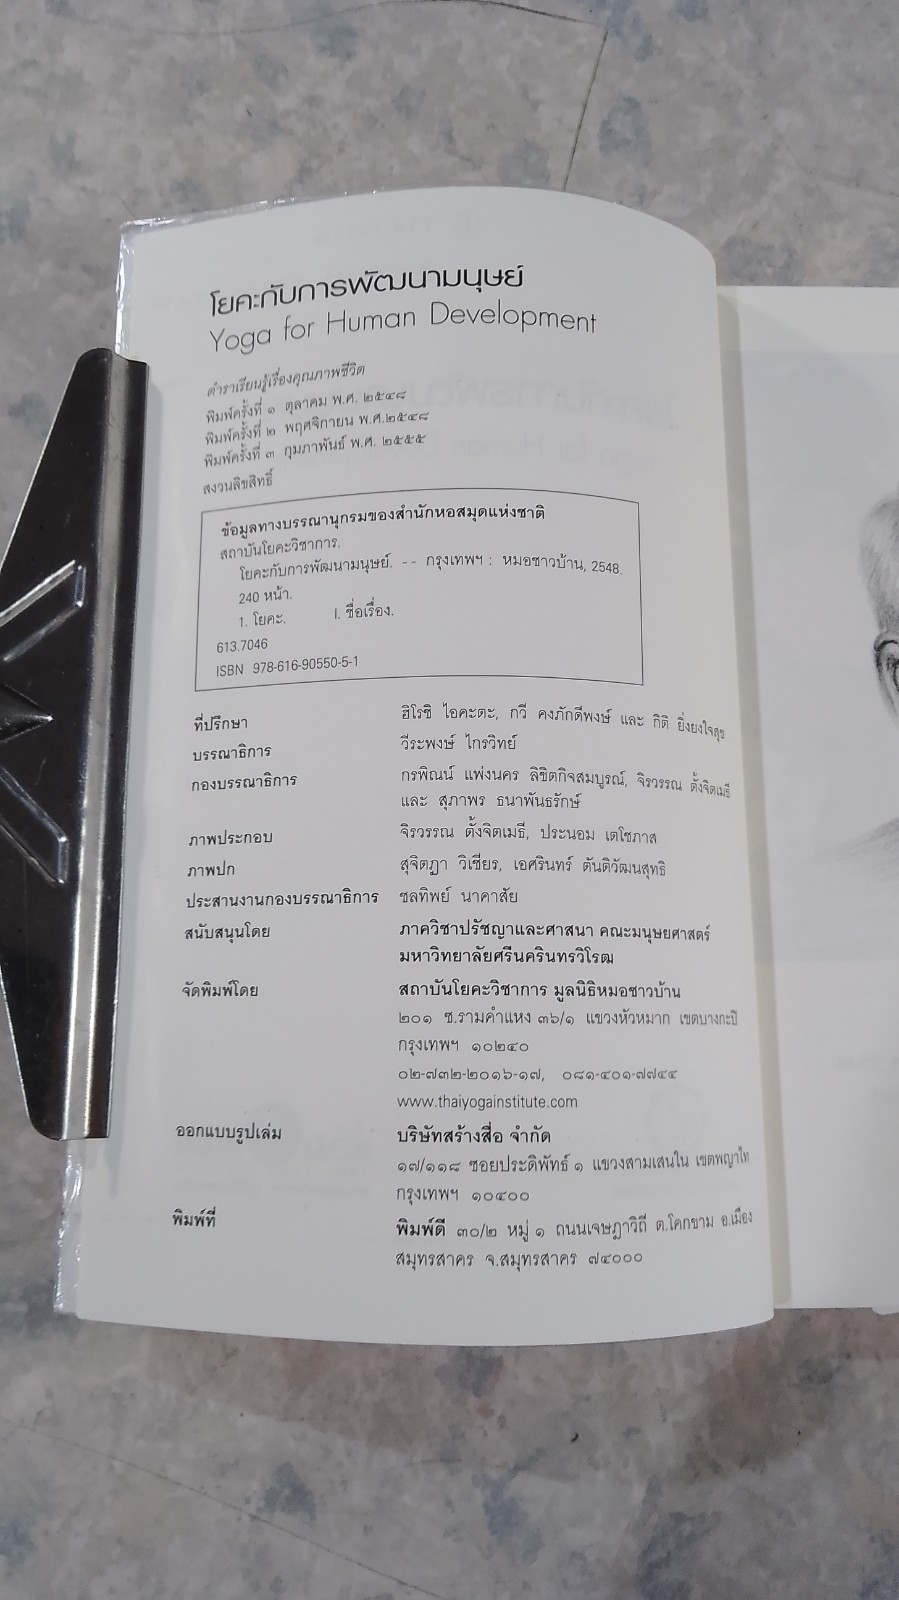 โยคะกับการพัฒนามนุษย์
Yoga for Human Development
ตำราเรียนรู้เรื่องคุณภาพชีวิต
พิมพ์ครั้งที่ ๑ ตุลาคม พ.ศ. ๒๕๔๘
พิมพ์ครั้งที่ ๒ พฤศจิกายน พ.ศ.๒๕๔๘
พิมพ์ครั้งที่ ๓ กุมภาพันธ์ พ.ศ. ๒๕๕๕
สงวนลิขสิทธิ์
ข้อมูลทางบรรณานุกรมของสำนักหอสมุดแห่งชาติ
สถาบันโยคะวิชาการ.
โยคะกับการพัฒนามนุษย์. -- กรุงเทพฯ : หมอชาวบ้าน, 2548.
240 หน้า.
1. โยคะ. I. ชื่อเรื่อง.
613.7046
ISBN 978-616-90550-5-1
ที่ปรึกษา ฮิโรชิ ไอคะตะ, กวี คงภักดีพงษ์ และ กิติ ยิ่งยงใจสุข
บรรณาธิการ วีระพงษ์ ไกรวิทย์
กองบรรณาธิการ กรพิณน์ แพ่งนคร ลิขิตกิจสมบูรณ์, จิรวรรณ ตั้งจิตเมธี
และ สุภาพร ธนาพันธรักษ์
ภาพประกอบ จิรวรรณ ตั้งจิตเมธี, ประนอม เตโชภาส
ภาพปก สุจิตฎา วิเชียร, เอศรินทร์ ตันติวัฒนสุทธิ
ประสานงานกองบรรณาธิการ ชลทิพย์ นาคาสัย
สนับสนุนโดย ภาควิชาปรัชญาและศาสนา คณะมนุษยศาสตร์
มหาวิทยาลัยศรีนครินทรวิโรฒ
จัดพิมพ์โดย สถาบันโยคะวิชาการ มูลนิธิหมอชาวบ้าน
๒๐๑ ซ.รามคำแหง ๓๖/๑ แขวงหัวหมาก เขตบางกะปิ
กรุงเทพฯ ๑๐๒๔๐
๐๒-๗๓๒-๒๐๑๖-๑๗, ๐๘๑-๔๐๑-๗๗๔๔
www.thaiyogainstitute.com
ออกแบบรูปเล่ม บริษัทสร้างสื่อ จำกัด
๑๗/๑๑๘ ซอยประดิพัทธ์ ๑ แขวงสามเสนใน เขตพญาไท
กรุงเทพฯ ๑๐๔๐๐
พิมพ์ที่ พิมพ์ดี ๓๐/๒ หมู่ ๑ ถนนเจษฎาวิถี ต.โคกขาม อ.เมือง
สมุทรสาคร จ.สมุทรสาคร ๗๔๐๐๐